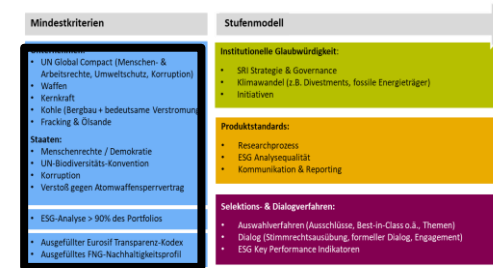 Mindestkriterien
Unternehmen:
• UN Global Compact (Menschen- &
Arbeitsrechte, Umweltschutz, Korruption)
• Waffen
• Kernkraft
• Kohle (Bergbau + bedeutsame Verstromung
• Fracking & Ölsande
Staaten:
• Menschenrechte / Demokratie
• UN-Biodiversitäts-Konvention
• Korruption
• Verstoß gegen Atomwaffensperrvertrag
• ESG-Analyse > 90% des Portfolios
• Ausgefüllter Eurosif Transparenz-Kodex
• Ausgefülltes FNG-Nachhaltigkeitsprofil
Stufenmodell
Institutionelle Glaubwürdigkeit:
• SRI Strategie & Governance
• Klimawandel (z.B. Divestments, fossile Energieträger)
• Initiativen
Produktstandards:
• Researchprozess
• ESG Analysequalität
• Kommunikation & Reporting
Selektions- & Dialogverfahren:
• Auswahlverfahren (Ausschlüsse, Best-in-Class o.ä., Themen)
• Dialog (Stimmrechtsausübung, formeller Dialog, Engagement)
• ESG Key Performance Indikatoren